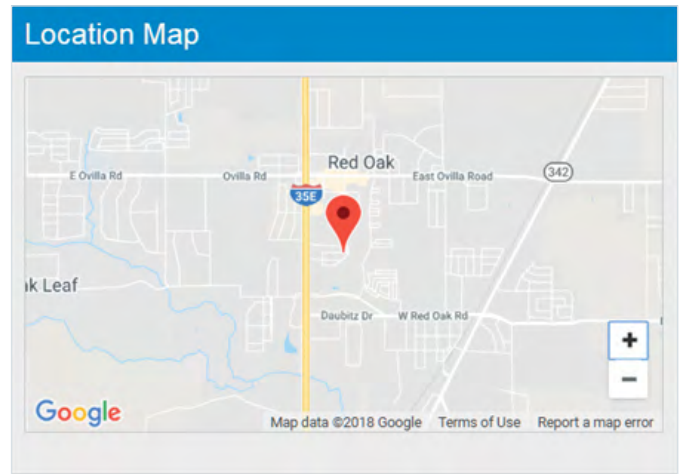 Location Map
Red Oak
E Ovilla Rd
Ovilla Rd
East Ovilla Road
342
35E
ak Leaf
Daubitz Dr
W Red Oak Rd
+
−
Google
Map data ©2018 Google Terms of Use Report a map error